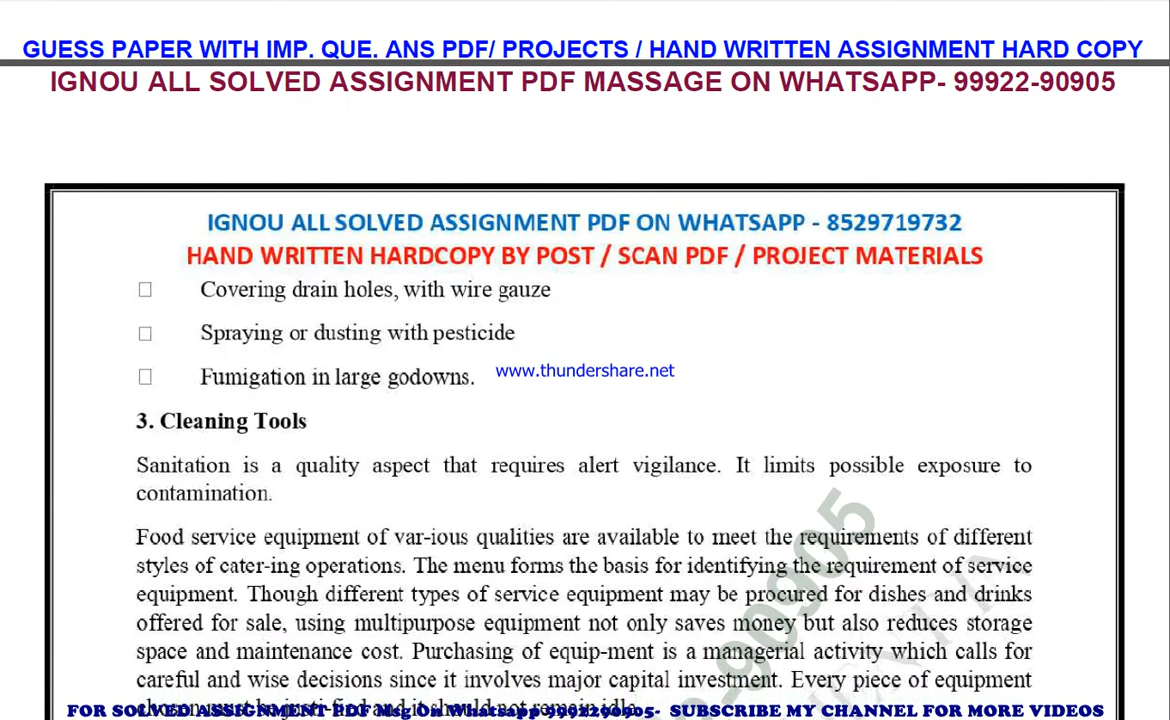 GUESS PAPER WITH IMP. QUE. ANS PDF/ PROJECTS / HAND WRITTEN ASSIGNMENT HARD COPY
IGNOU ALL SOLVED ASSIGNMENT PDF MASSAGE ON WHATSAPP- 99922-90905
IGNOU ALL SOLVED ASSIGNMENT PDF ON WHATSAPP - 8529719732
HAND WRITTEN HARDCOPY BY POST / SCAN PDF / PROJECT MATERIALS
□ Covering drain holes, with wire gauze
□ Spraying or dusting with pesticide
□ Fumigation in large godowns. www.thundershare.net
3. Cleaning Tools
Sanitation is a quality aspect that requires alert vigilance. It limits possible exposure to
contamination.
Food service equipment of var-ious qualities are available to meet the requirements of different
styles of cater-ing operations. The menu forms the basis for identifying the requirement of service
equipment. Though different types of service equipment may be procured for dishes and drinks
offered for sale, using multipurpose equipment not only saves money but also reduces storage
space and maintenance cost. Purchasing of equip-ment is a managerial activity which calls for
careful and wise decisions since it involves major capital investment. Every piece of equipment
FOR SOLVED ASSIGNMENT PDF Msg On Whatsapp 9992290905- SUBSCRIBE MY CHANNEL FOR MORE VIDEOS
-90905